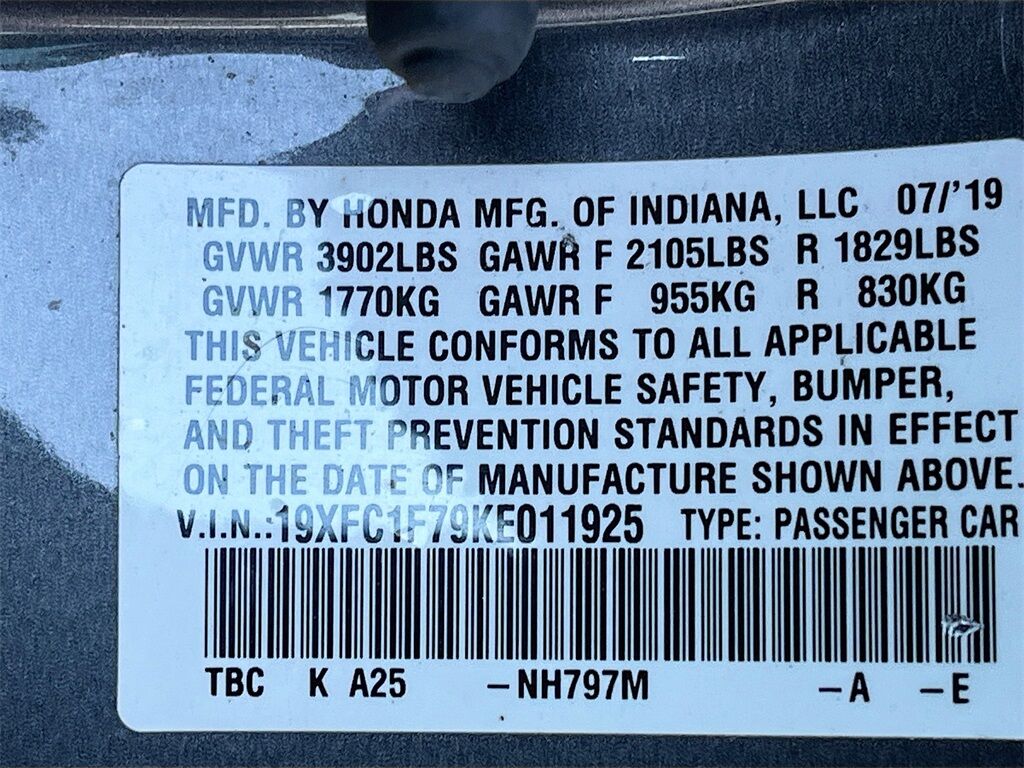 MFD. BY HONDA MFG. OF INDIANA, LLC 07/'19
GVWR 3902LBS GAWR F 2105LBS R 1829LBS
GVWR 1770KG GAWR F 955KG R 830KG
THIS VEHICLE CONFORMS TO ALL APPLICABLE
FEDERAL MOTOR VEHICLE SAFETY, BUMPER,
AND THEFT PREVENTION STANDARDS IN EFFECT
ON THE DATE OF MANUFACTURE SHOWN ABOVE.
V.I.N.:19XFC1F79KE011925 TYPE: PASSENGER CAR
TBC K A25 -NH797M -A -E